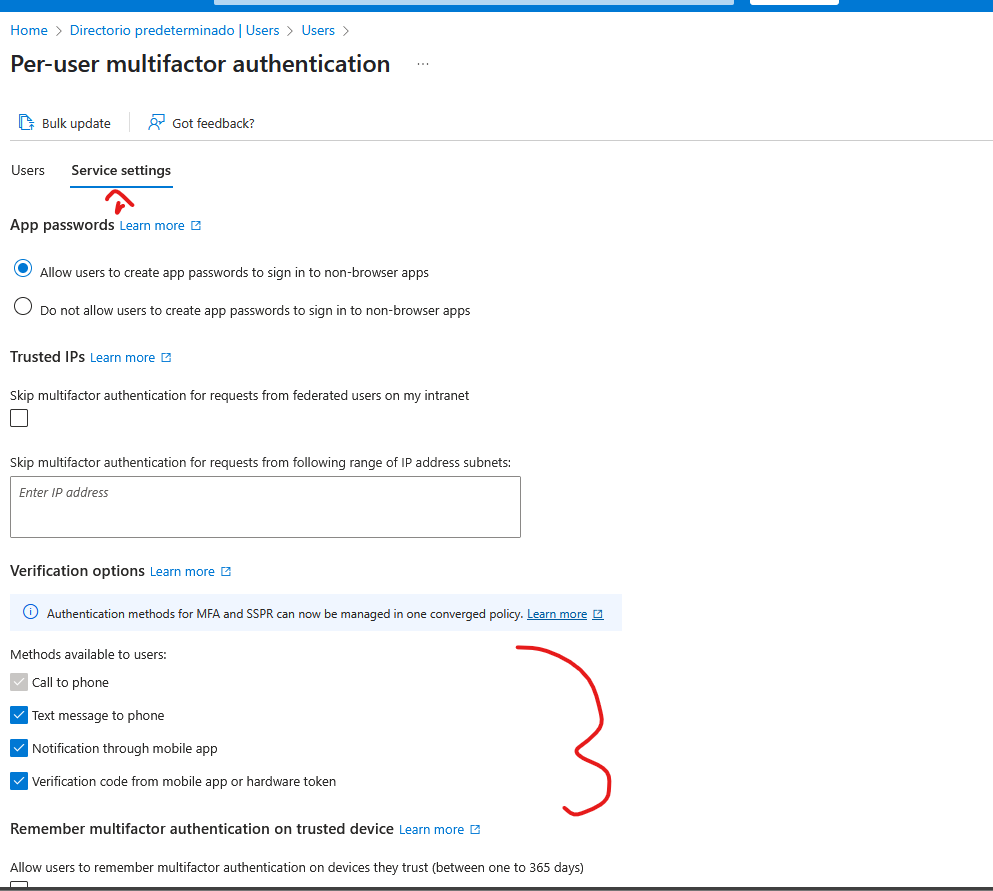 Home > Directorio predeterminado | Users > Users >
Per-user multifactor authentication ...
Bulk update Got feedback?
Users Service settings
App passwords Learn more
Allow users to create app passwords to sign in to non-browser apps
Do not allow users to create app passwords to sign in to non-browser apps
Trusted IPs Learn more
Skip multifactor authentication for requests from federated users on my intranet
Skip multifactor authentication for requests from following range of IP address subnets:
Enter IP address
Verification options Learn more
Authentication methods for MFA and SSPR can now be managed in one converged policy. Learn more
Methods available to users:
Call to phone
Text message to phone
Notification through mobile app
Verification code from mobile app or hardware token
Remember multifactor authentication on trusted device Learn more
Allow users to remember multifactor authentication on devices they trust (between one to 365 days)